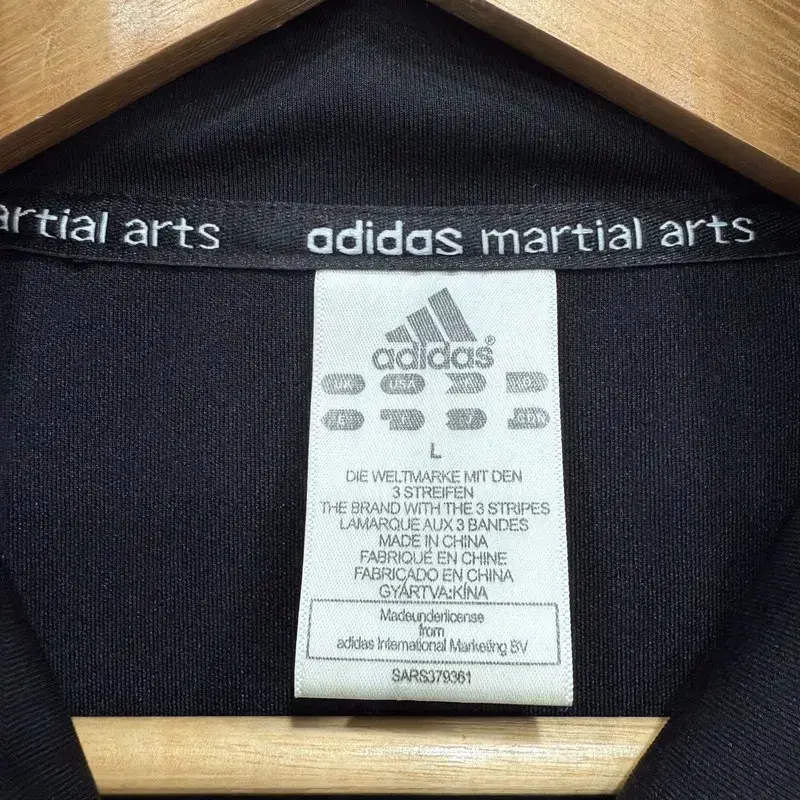 artial arts adidas martial arts
adidas®
UK USA
F
L
DIE WELTMARKE MIT DEN
3 STREIFEN
THE BRAND WITH THE 3 STRIPES
LAMARQUE AUX 3 BANDES
MADE IN CHINA
FABRIQUÉ EN CHINE
FABRICADO EN CHINA
GYÁRTVA:KÍNA
Madeunderlicense
from
adidas International Marketing BV
SARS379361